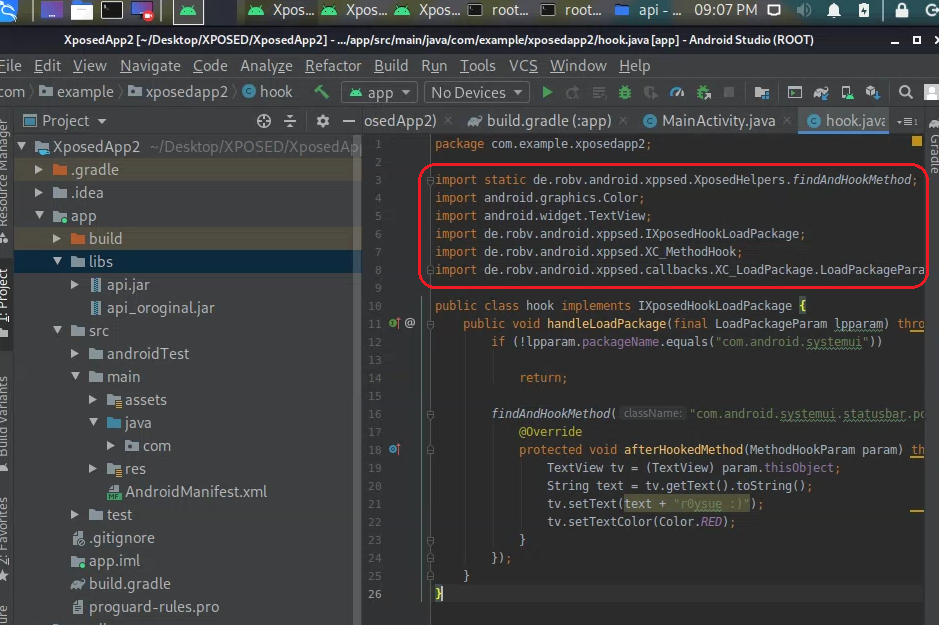 Xpos...
Xpos...
Xpos...
root...
root...
api - ...
09:07 PM
XposedApp2 [~/Desktop/XPOSED/XposedApp2] - .../app/src/main/java/com/example/xposedapp2/hook.java [app] - Android Studio (ROOT)
File Edit View Navigate Code Analyze Refactor Build Run Tools VCS Window Help
com example xposedapp2 hook app No Devices
Project osedApp2) build.gradle (:app) MainActivity.java hook.java
Resource Manager
1: Project
Build Variants
2: Favorites
Gradle
XposedApp2 ~/Desktop/XPOSED/XposedApp
.gradle
.idea
app
build
libs
api.jar
api_oroginal.jar
src
androidTest
main
assets
java
com
res
AndroidManifest.xml
test
.gitignore
app.iml
build.gradle
proguard-rules.pro
1 package com.example.xposedapp2;
2
3 import static de.robv.android.xppsed.XposedHelpers.findAndHookMethod;
4 import android.graphics.Color;
5 import android.widget.TextView;
6 import de.robv.android.xppsed.IXposedHookLoadPackage;
7 import de.robv.android.xppsed.XC_MethodHook;
8 import de.robv.android.xppsed.callbacks.XC_LoadPackage.LoadPackagePara
9
10 public class hook implements IXposedHookLoadPackage {
11 @ public void handleLoadPackage(final LoadPackageParam lpparam) thro
12 if (!lpparam.packageName.equals("com.android.systemui"))
13
14 return;
15
16 findAndHookMethod( className: "com.android.systemui.statusbar.po
17 @Override
18 protected void afterHookedMethod(MethodHookParam param) th
19 TextView tv = (TextView) param.thisObject;
20 String text = tv.getText().toString();
21 tv.setText(text + "r0ysue :)");
22 tv.setTextColor(Color.RED);
23 }
24 });
25 }
26 }